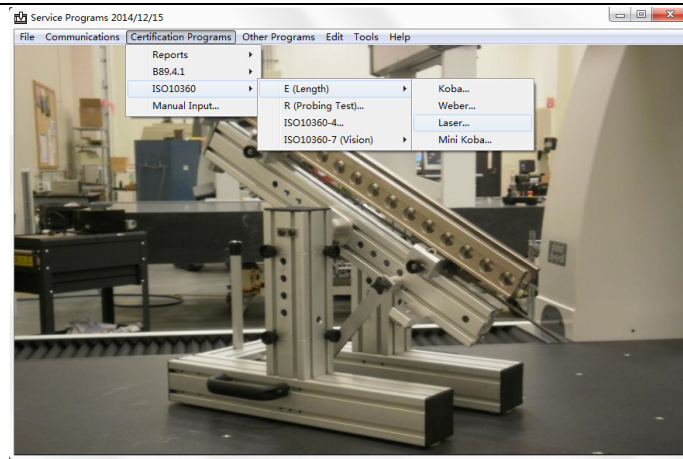 Service Programs 2014/12/15
File Communications Certification Programs Other Programs Edit Tools Help
Reports
B89.4.1
ISO10360
Manual Input...
E (Length)
R (Probing Test)...
ISO10360-4...
ISO10360-7 (Vision)
Koba...
Weber...
Laser...
Mini Koba...